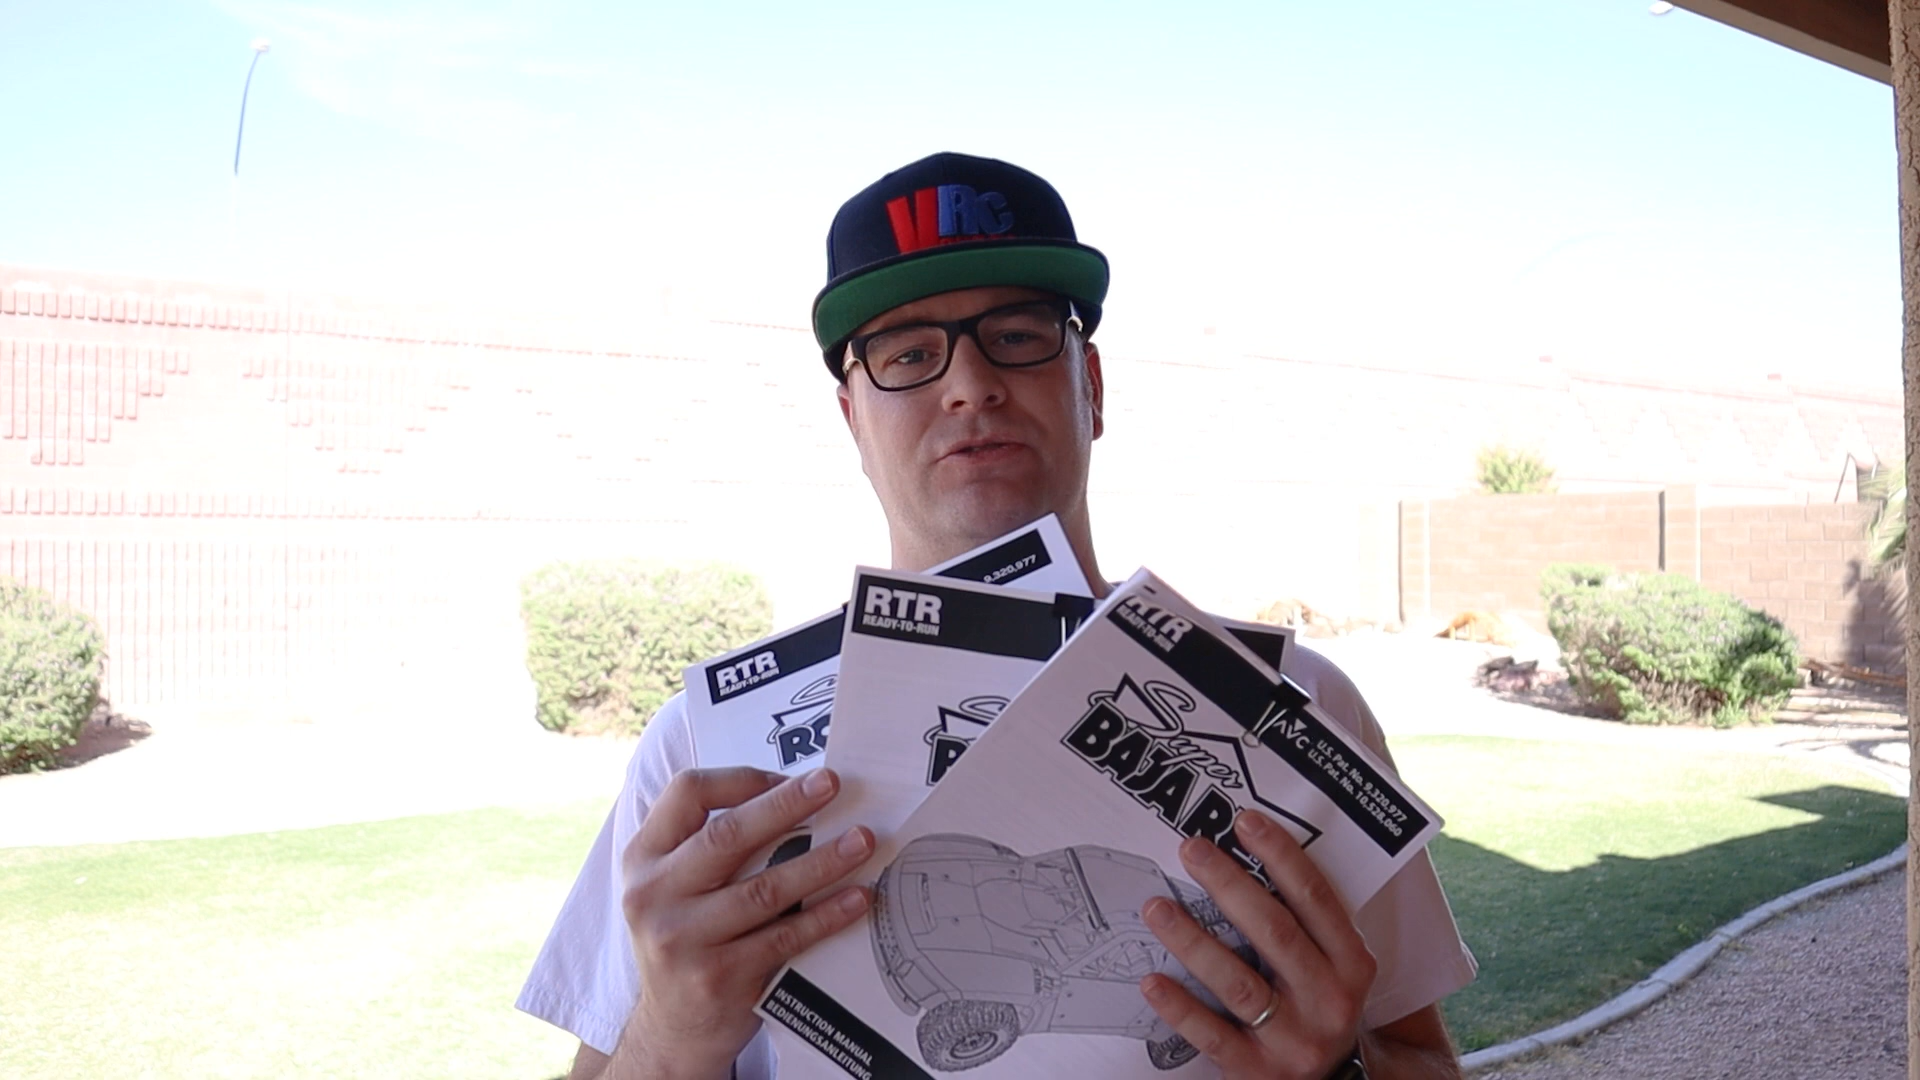 VRC
9,320,977
RTR
READY-TO-RUN
RTR
READY-TO-RUN
RTR
READY-TO-RUN
Super
BAJA R
AVC
U.S. Pat. No. 9,320,977
U.S. Pat. No. 10,528,060
INSTRUCTION MANUAL
BEDIENUNGSANLEITUNG